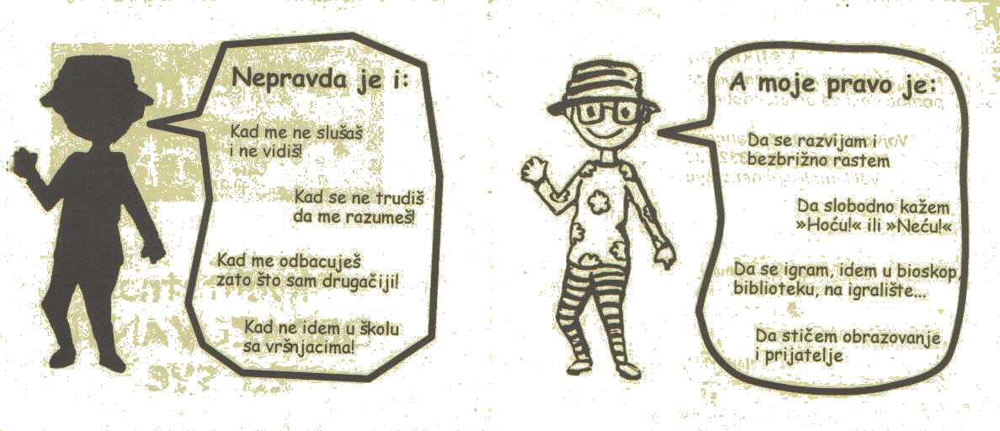 Nepravda je i:
Kad me ne slušaš
i ne vidiš!
Kad se ne trudiš
da me razumeš!
Kad me odbacuješ
zato što sam drugačiji!
Kad ne idem u školu
sa vršnjacima!
A moje pravo je:
Da se razvijam i
bezbrižno rastem
Da slobodno kažem
»Hoću!« ili »Neću!«
Da se igram, idem u bioskop,
biblioteku, na igralište...
Da stičem obrazovanje
i prijatelje